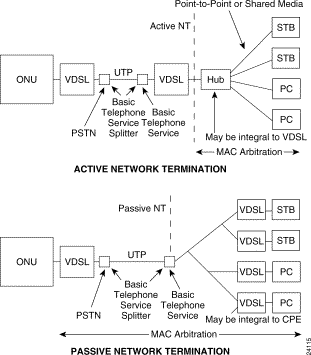 Point-to-Point or Shared Media
Active NT
STB
STB
ONU
VDSL
UTP
VDSL
Hub
PC
PC
Basic
Telephone
Service
Splitter
Basic
Telephone
Service
PSTN
May be integral to VDSL
MAC Arbitration
ACTIVE NETWORK TERMINATION
Passive NT
VDSL
STB
VDSL
STB
ONU
VDSL
UTP
VDSL
PC
VDSL
PC
Basic
Telephone
Service
Splitter
Basic
Telephone
Service
PSTN
May be integral to CPE
MAC Arbitration
PASSIVE NETWORK TERMINATION
24115